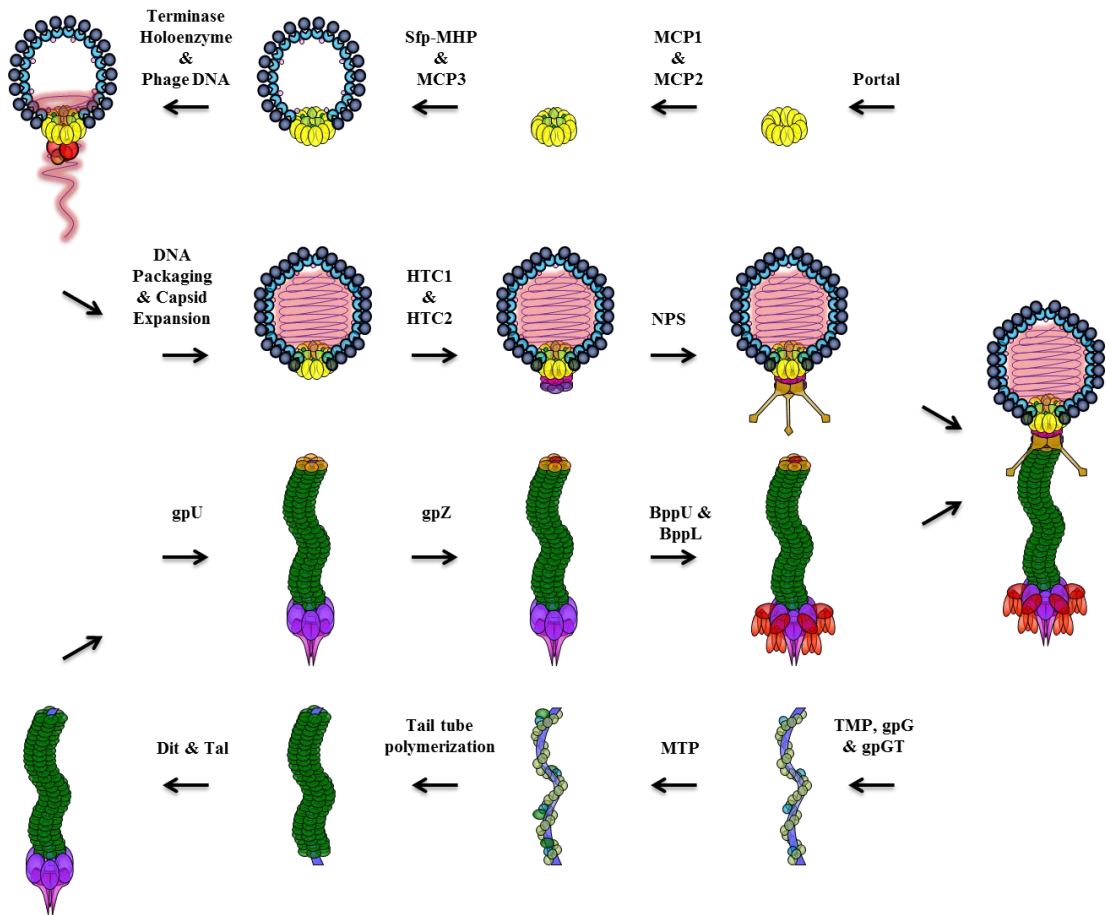 Terminase
Holoenzyme
&
Phage DNA
Sfp-MHP
&
MCP3
MCP1
&
MCP2
Portal
DNA
Packaging
& Capsid
Expansion
HTC1
&
HTC2
NPS
gpU
gpZ
BppU &
BppL
Dit & Tal
Tail tube
polymerization
MTP
TMP, gpG
& gpGT